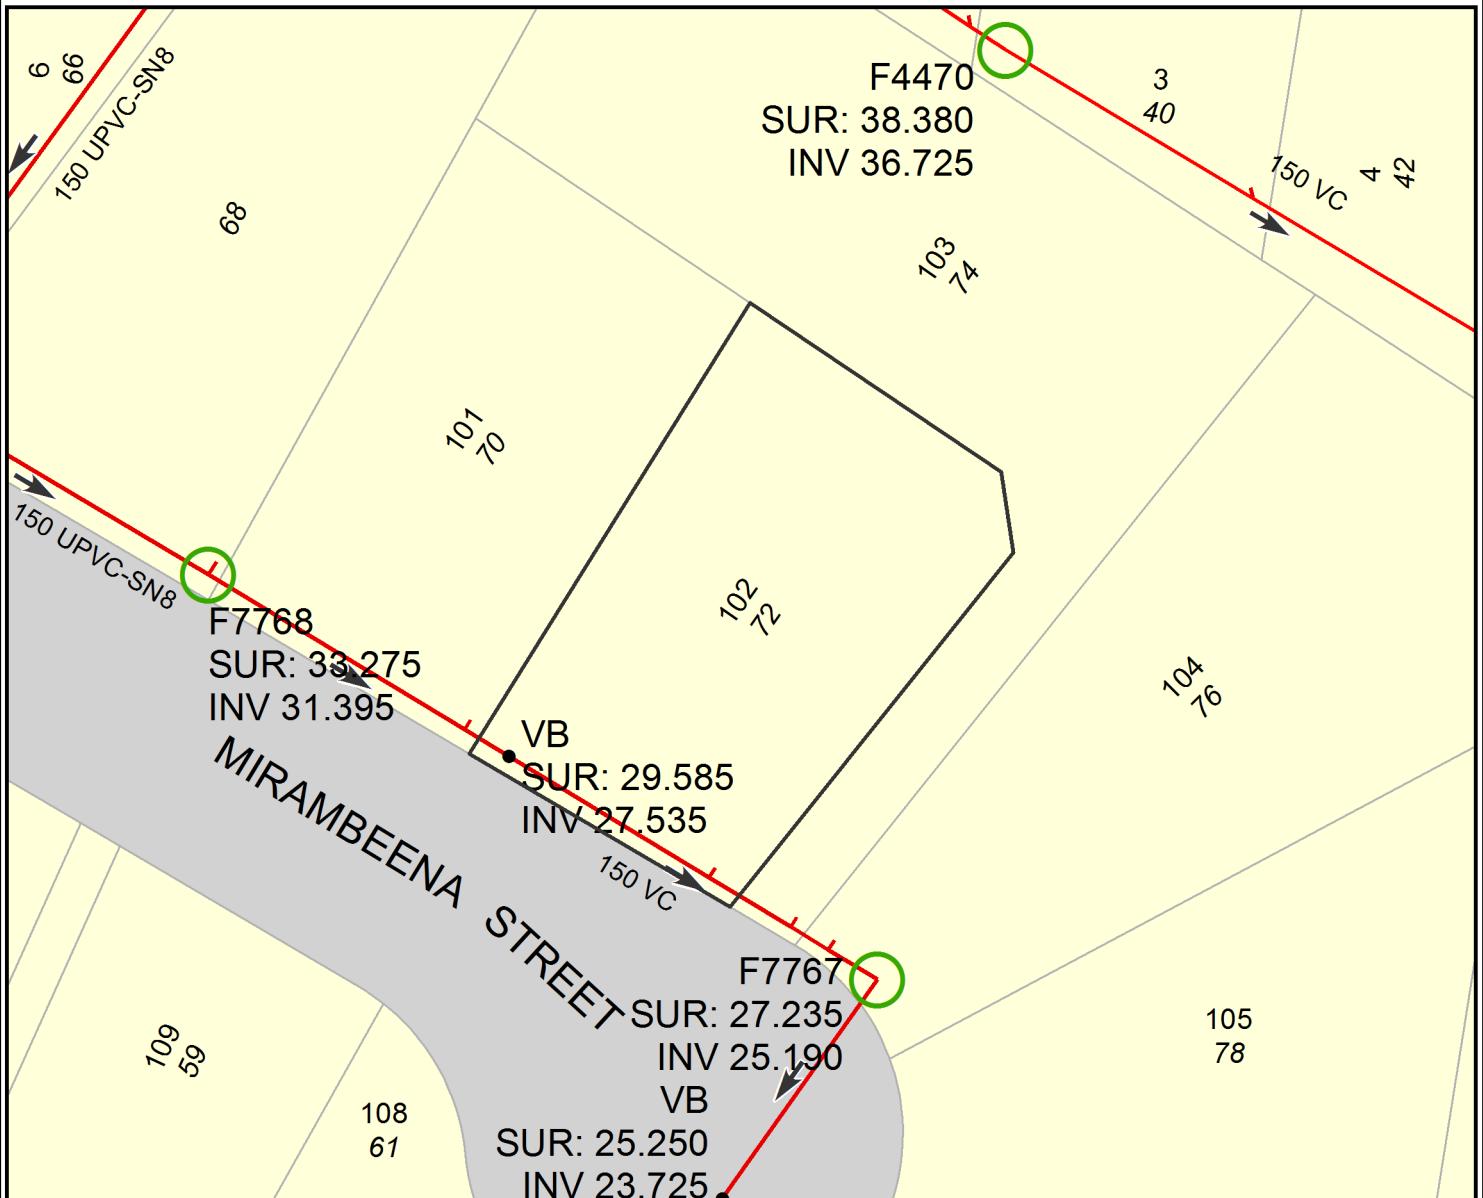 6
66
150 UPVC-SN8
68
F4470
SUR: 38.380
INV 36.725
3
40
150 VC
4
42
103
74
101
70
102
72
104
76
150 UPVC-SN8
F7768
SUR: 33.275
INV 31.395
VB
SUR: 29.585
INV 27.535
150 VC
MIRAMBEENA STREET
F7767
SUR: 27.235
INV 25.190
VB
SUR: 25.250
INV 23.725
105
78
109
59
108
61